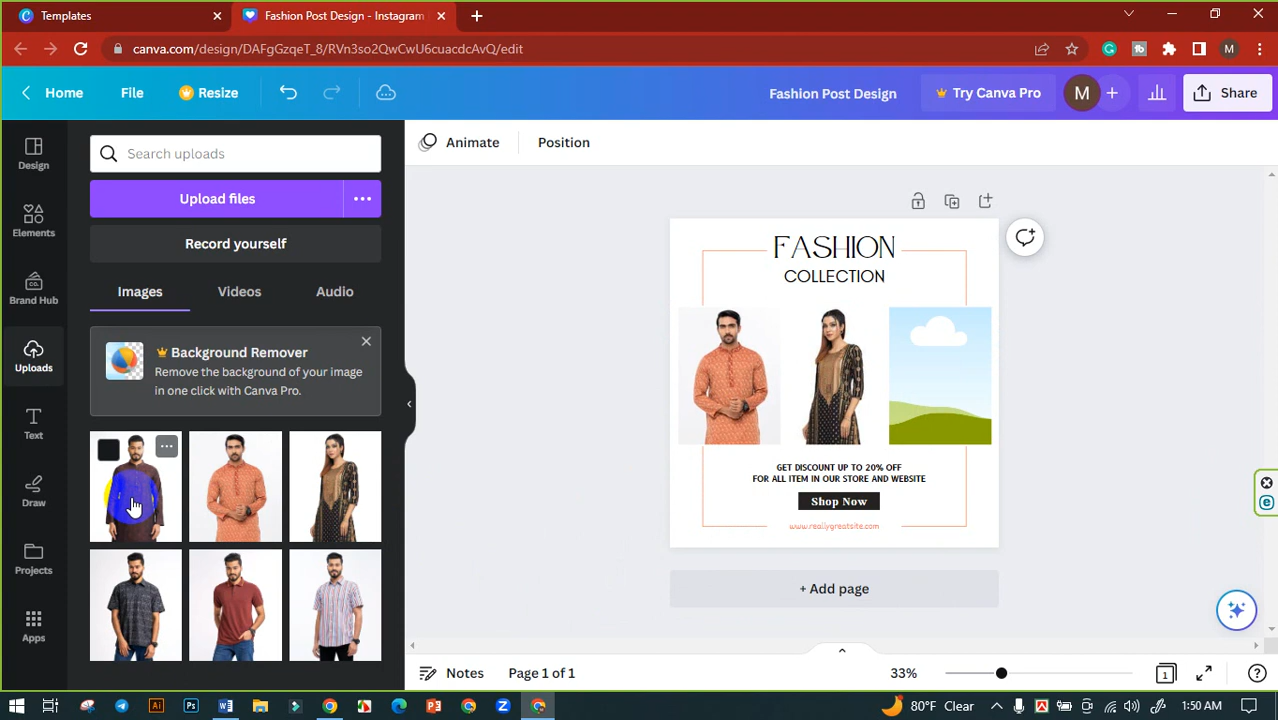 Templates
Fashion Post Design - Instagram
canva.com/design/DAFgGzqeT_8/RVn3so2QwCwU6cuacdcAvQ/edit
M
Home
File
Resize
Fashion Post Design
Try Canva Pro
M
Share
Design
Elements
Brand Hub
CO.
Uploads
Text
Draw
Projects
Apps
Search uploads
Upload files
Record yourself
Images
Videos
Audio
Background Remover
Remove the background of your image
in one click with Canva Pro.
Animate
Position
FASHION
COLLECTION
GET DISCOUNT UP TO 20% OFF
FOR ALL ITEM IN OUR STORE AND WEBSITE
Shop Now
www.reallygreatsite.com
+ Add page
Notes
Page 1 of 1
33%
1
Ai
Ps
80°F Clear
1:50 AM